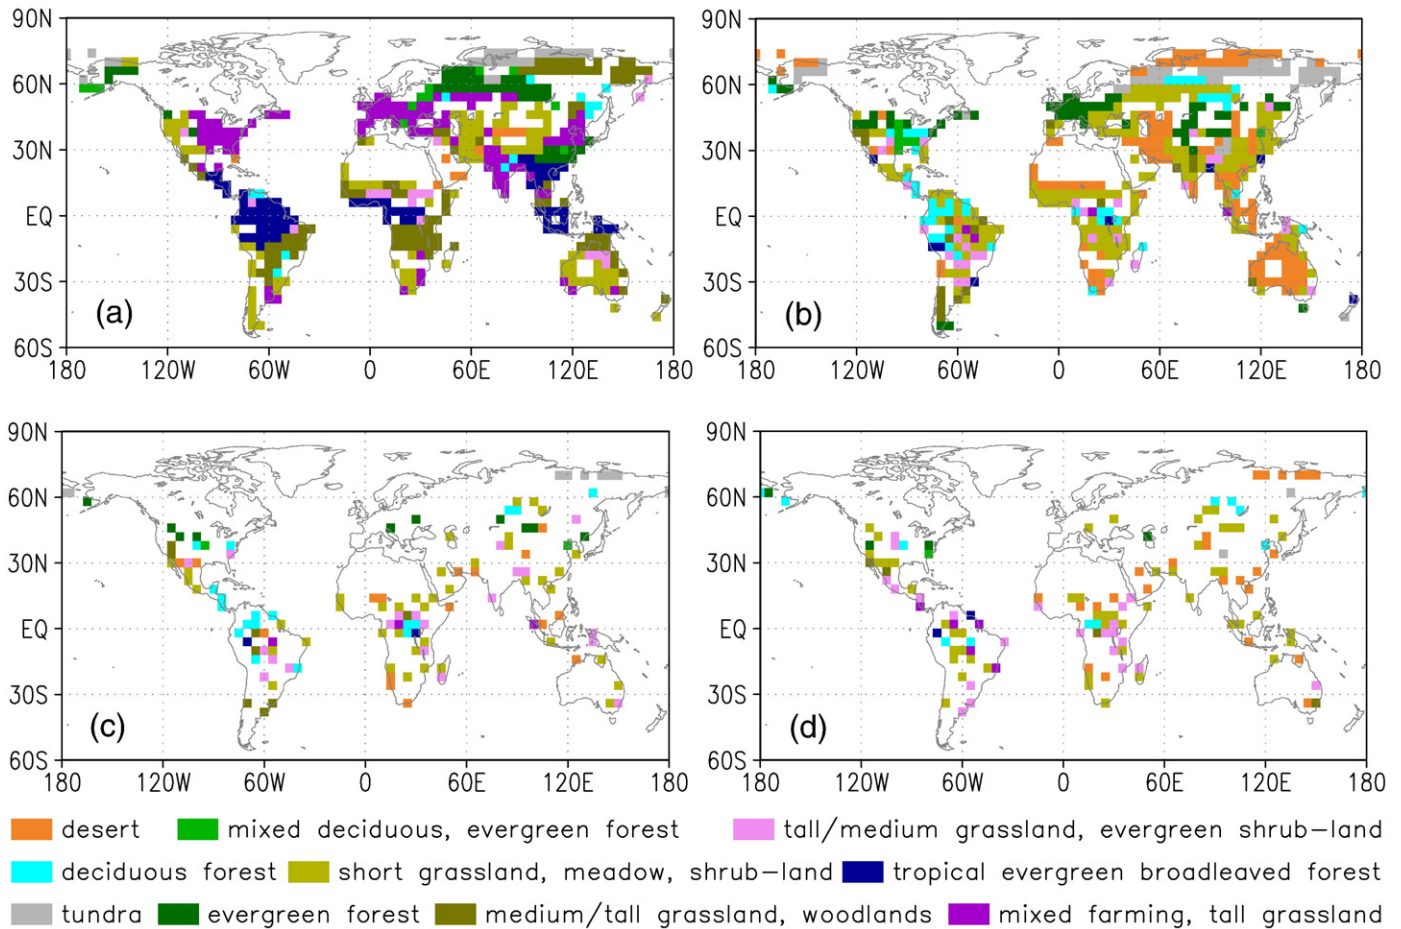 90N
60N
30N
EQ
30S
60S
180 120W 60W 0 60E 120E 180
(a)
90N
60N
30N
EQ
30S
60S
180 120W 60W 0 60E 120E 180
(b)
90N
60N
30N
EQ
30S
60S
180 120W 60W 0 60E 120E 180
(c)
90N
60N
30N
EQ
30S
60S
180 120W 60W 0 60E 120E 180
(d)
desert mixed deciduous, evergreen forest tall/medium grassland, evergreen shrub-land
deciduous forest short grassland, meadow, shrub-land tropical evergreen broadleaved forest
tundra evergreen forest medium/tall grassland, woodlands mixed farming, tall grassland